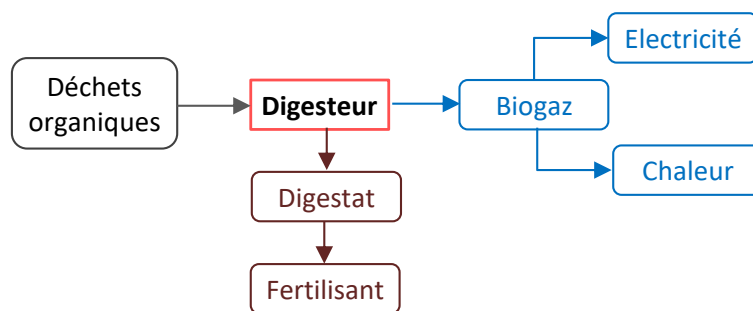 Déchets
organiques
Digesteur
Biogaz
Electricité
Chaleur
Digestat
Fertilisant